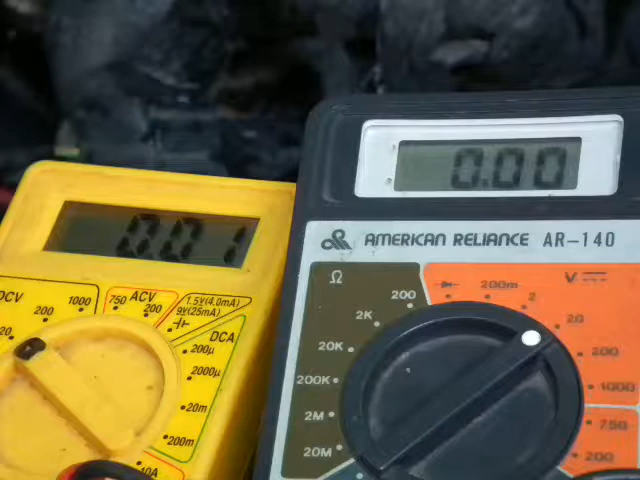 0.01
DCV
1000
200
20
750
ACV
200
1.5V(4.0mA)
9V(25mA)
DCA
200µ
2000µ
20m
200m
10A
0.00
AMERICAN RELIANCE AR-140
Ω
200
2K
20K
200K
2M
20M
200m
V
2
20
200
1000
750
200